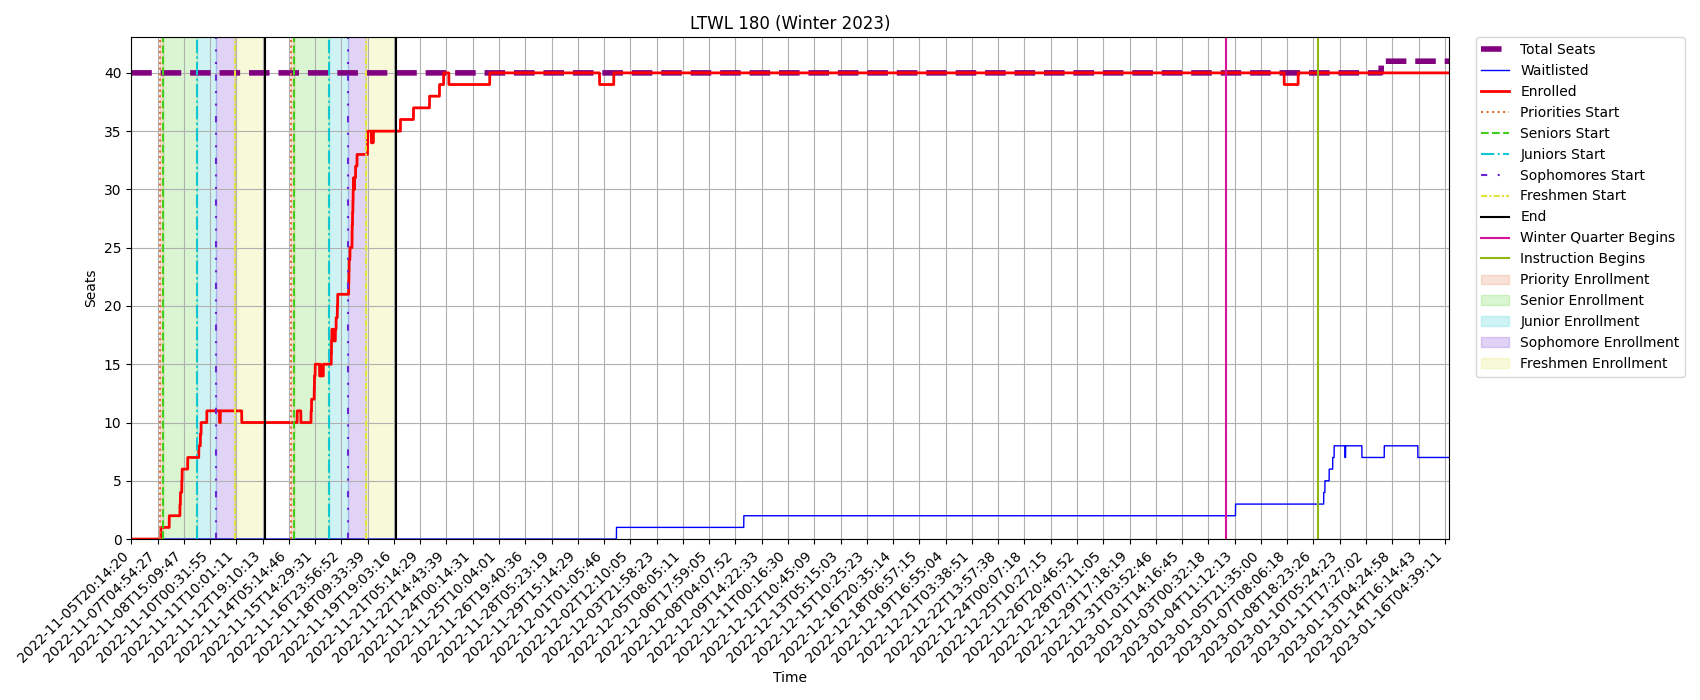 LTWL 180 (Winter 2023)
Seats
40
35
30
25
20
15
10
5
0
2022-11-05T20:14:20
2022-11-07T04:54:27
2022-11-08T15:09:47
2022-11-10T00:31:55
2022-11-11T10:01:11
2022-11-12T19:10:13
2022-11-14T05:14:46
2022-11-15T14:29:31
2022-11-16T23:56:52
2022-11-18T09:33:39
2022-11-19T19:03:16
2022-11-21T05:14:29
2022-11-22T14:43:39
2022-11-25T10:04:01
2022-11-26T19:40:36
2022-11-28T05:23:19
2022-11-29T15:14:29
2022-12-01T01:05:46
2022-12-02T12:10:05
2022-12-03T21:58:23
2022-12-05T08:05:11
2022-12-06T17:59:05
2022-12-08T04:07:52
2022-12-09T14:22:33
2022-12-11T00:16:30
2022-12-12T10:45:09
2022-12-13T05:15:03
2022-12-15T10:25:23
2022-12-16T20:35:14
2022-12-18T06:57:15
2022-12-19T16:55:04
2022-12-21T03:38:51
2022-12-22T13:57:38
2022-12-24T00:07:18
2022-12-25T10:27:15
2022-12-26T20:46:52
2022-12-28T07:11:05
2022-12-29T17:18:19
2022-12-31T03:52:46
2023-01-01T14:16:45
2023-01-03T00:32:18
2023-01-04T11:12:13
2023-01-05T21:35:00
2023-01-07T08:06:18
2023-01-08T18:23:26
2023-01-10T05:24:23
2023-01-11T17:27:02
2023-01-13T04:24:58
2023-01-14T16:14:43
2023-01-16T04:39:11
Time
Total Seats
Waitlisted
Enrolled
Priorities Start
Seniors Start
Juniors Start
Sophomores Start
Freshmen Start
End
Winter Quarter Begins
Instruction Begins
Priority Enrollment
Senior Enrollment
Junior Enrollment
Sophomore Enrollment
Freshmen Enrollment